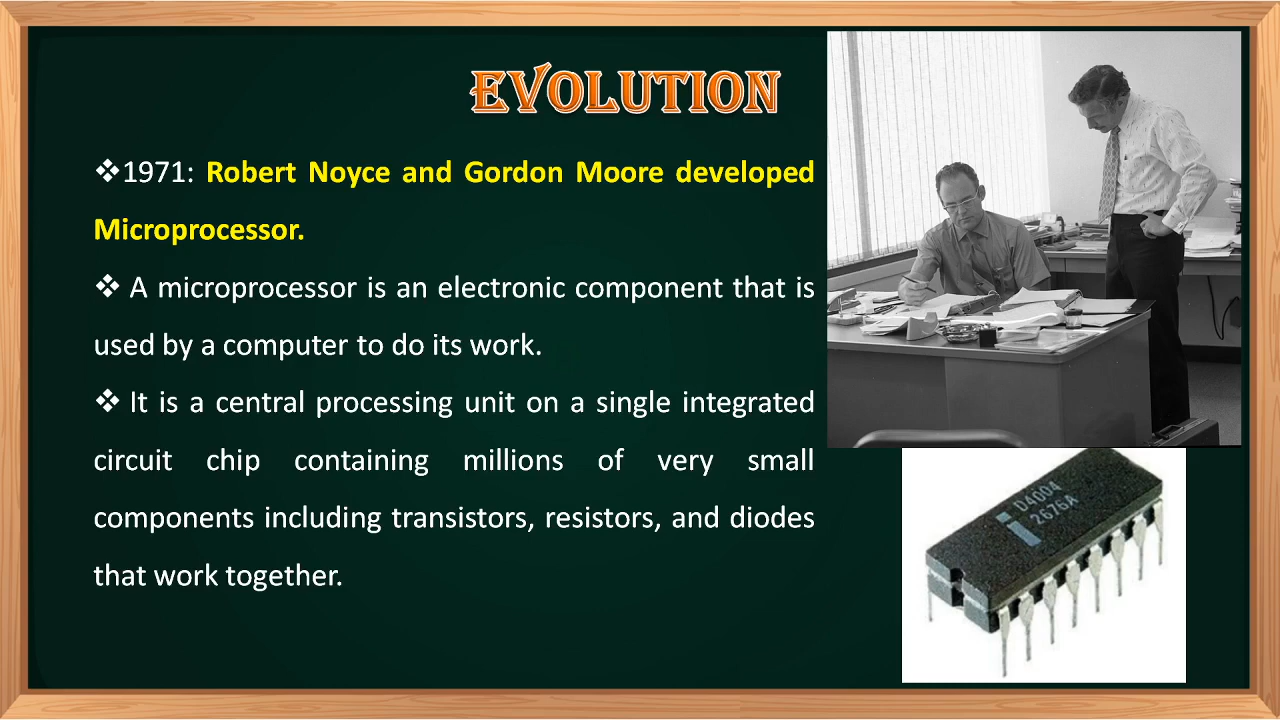 EVOLUTION
❖1971: Robert Noyce and Gordon Moore developed
Microprocessor.
❖ A microprocessor is an electronic component that is
used by a computer to do its work.
❖ It is a central processing unit on a single integrated
circuit chip containing millions of very small
components including transistors, resistors, and diodes
that work together.
i
D4004
2676A